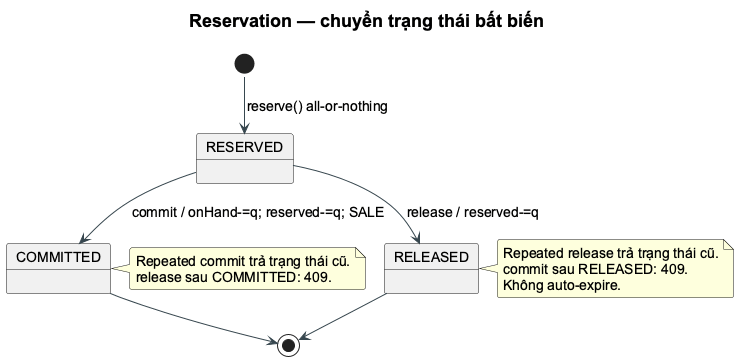 Reservation — chuyển trạng thái bất biến
reserve() all-or-nothing
RESERVED
commit / onHand-=q; reserved-=q; SALE
release / reserved-=q
COMMITTED
Repeated commit trả trạng thái cũ.
release sau COMMITTED: 409.
RELEASED
Repeated release trả trạng thái cũ.
commit sau RELEASED: 409.
Không auto-expire.